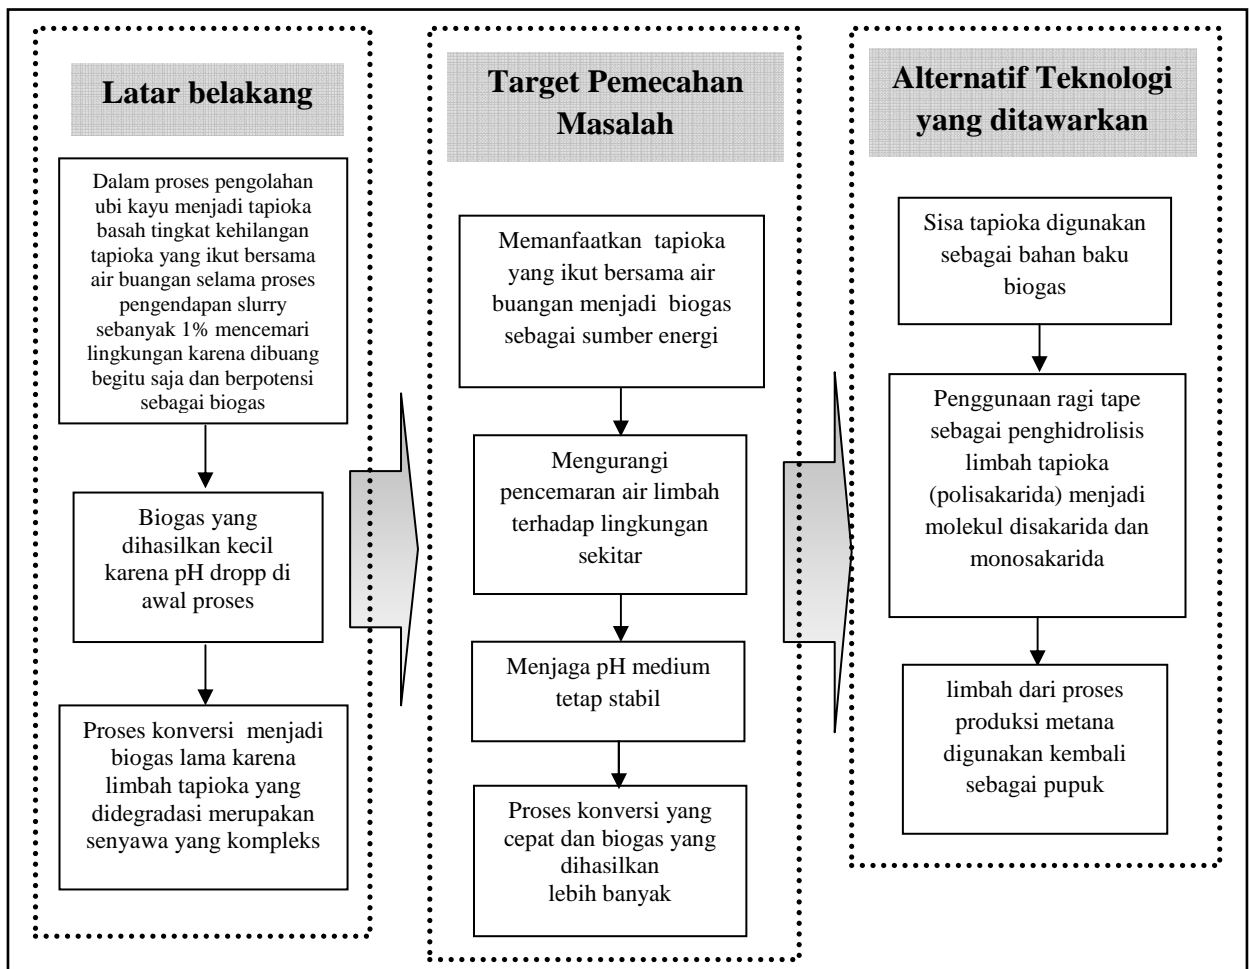 Latar belakang
Dalam proses pengolahan
ubi kayu menjadi tapioka
basah tingkat kehilangan
tapioka yang ikut bersama
air buangan selama proses
pengendapan slurry
sebanyak 1% mencemari
lingkungan karena dibuang
begitu saja dan berpotensi
sebagai biogas
Biogas yang
dihasilkan kecil
karena pH dropp di
awal proses
Proses konversi menjadi
biogas lama karena
limbah tapioka yang
didegradasi merupakan
senyawa yang kompleks
Target Pemecahan
Masalah
Memanfaatkan tapioka
yang ikut bersama air
buangan menjadi biogas
sebagai sumber energi
Mengurangi
pencemaran air limbah
terhadap lingkungan
sekitar
Menjaga pH medium
tetap stabil
Proses konversi yang
cepat dan biogas yang
dihasilkan
lebih banyak
Alternatif Teknologi
yang ditawarkan
Sisa tapioka digunakan
sebagai bahan baku
biogas
Penggunaan ragi tape
sebagai penghidrolisis
limbah tapioka
(polisakarida) menjadi
molekul disakarida dan
monosakarida
limbah dari proses
produksi metana
digunakan kembali
sebagai pupuk